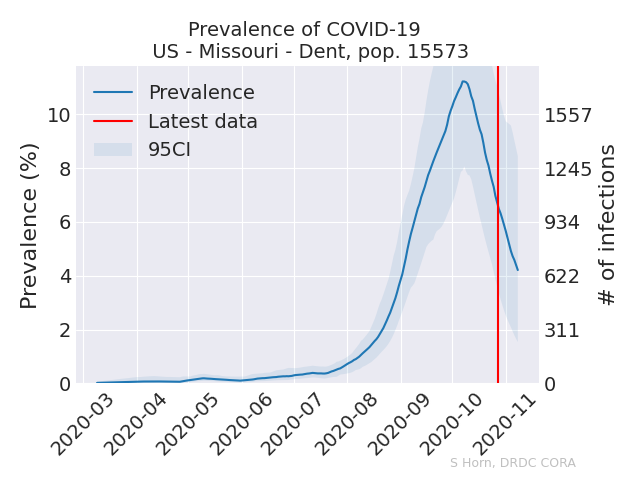 Prevalence of COVID-19
US - Missouri - Dent, pop. 15573
Prevalence
Latest data
95CI
Prevalence (%)
10
8
6
4
2
0
1557
1245
934
622
311
0
# of infections
2020-03
2020-04
2020-05
2020-06
2020-07
2020-08
2020-09
2020-10
2020-11
S Horn, DRDC CORA